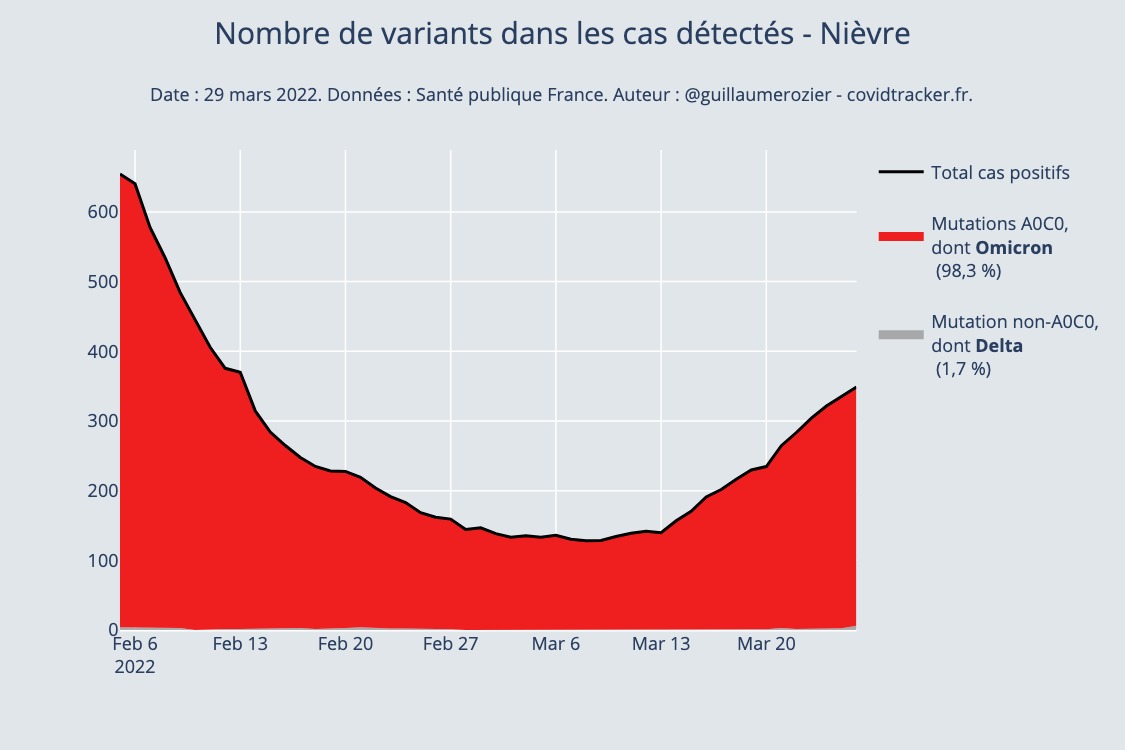 Nombre de variants dans les cas détectés - Nièvre
Date : 29 mars 2022. Données : Santé publique France. Auteur : @guillaumerozier - covidtracker.fr.
Total cas positifs
Mutations A0C0,
dont Omicron
(98,3 %)
Mutation non-A0C0,
dont Delta
(1,7 %)
600
500
400
300
200
100
0
Feb 6 Feb 13 Feb 20 Feb 27 Mar 6 Mar 13 Mar 20
2022